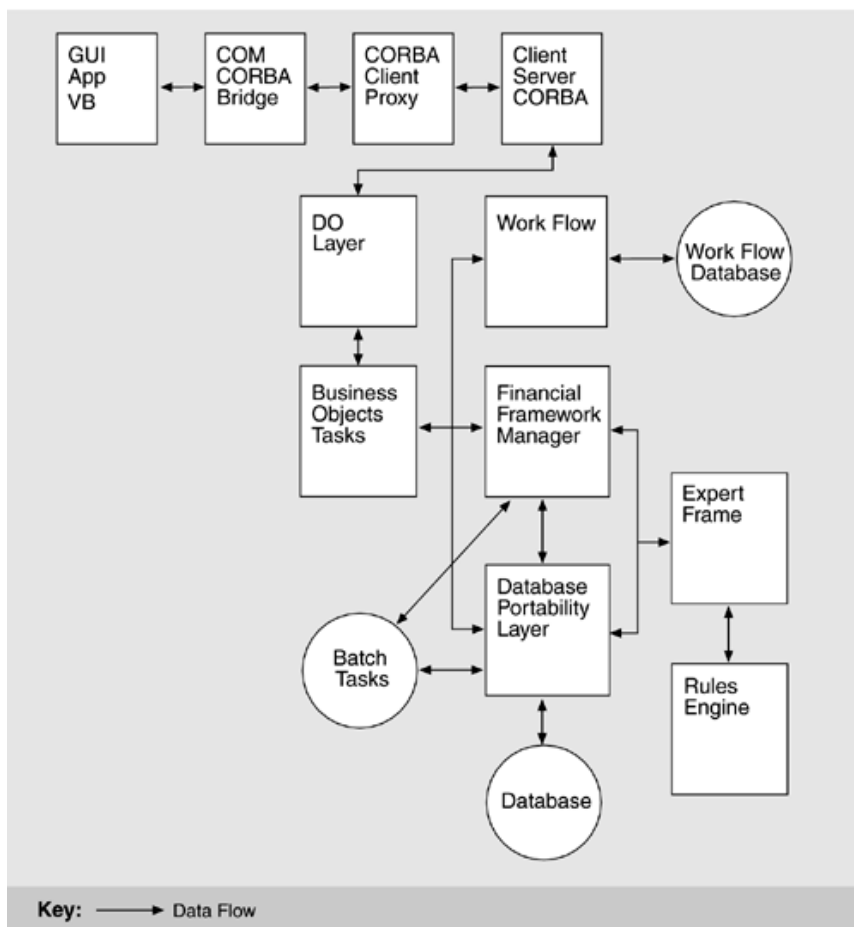 GUI
App
VB
COM
CORBA
Bridge
CORBA
Client
Proxy
Client
Server
CORBA
DO
Layer
Work Flow
Work Flow
Database
Business
Objects
Tasks
Financial
Framework
Manager
Expert
Frame
Database
Portability
Layer
Batch
Tasks
Rules
Engine
Database
Key: Data Flow